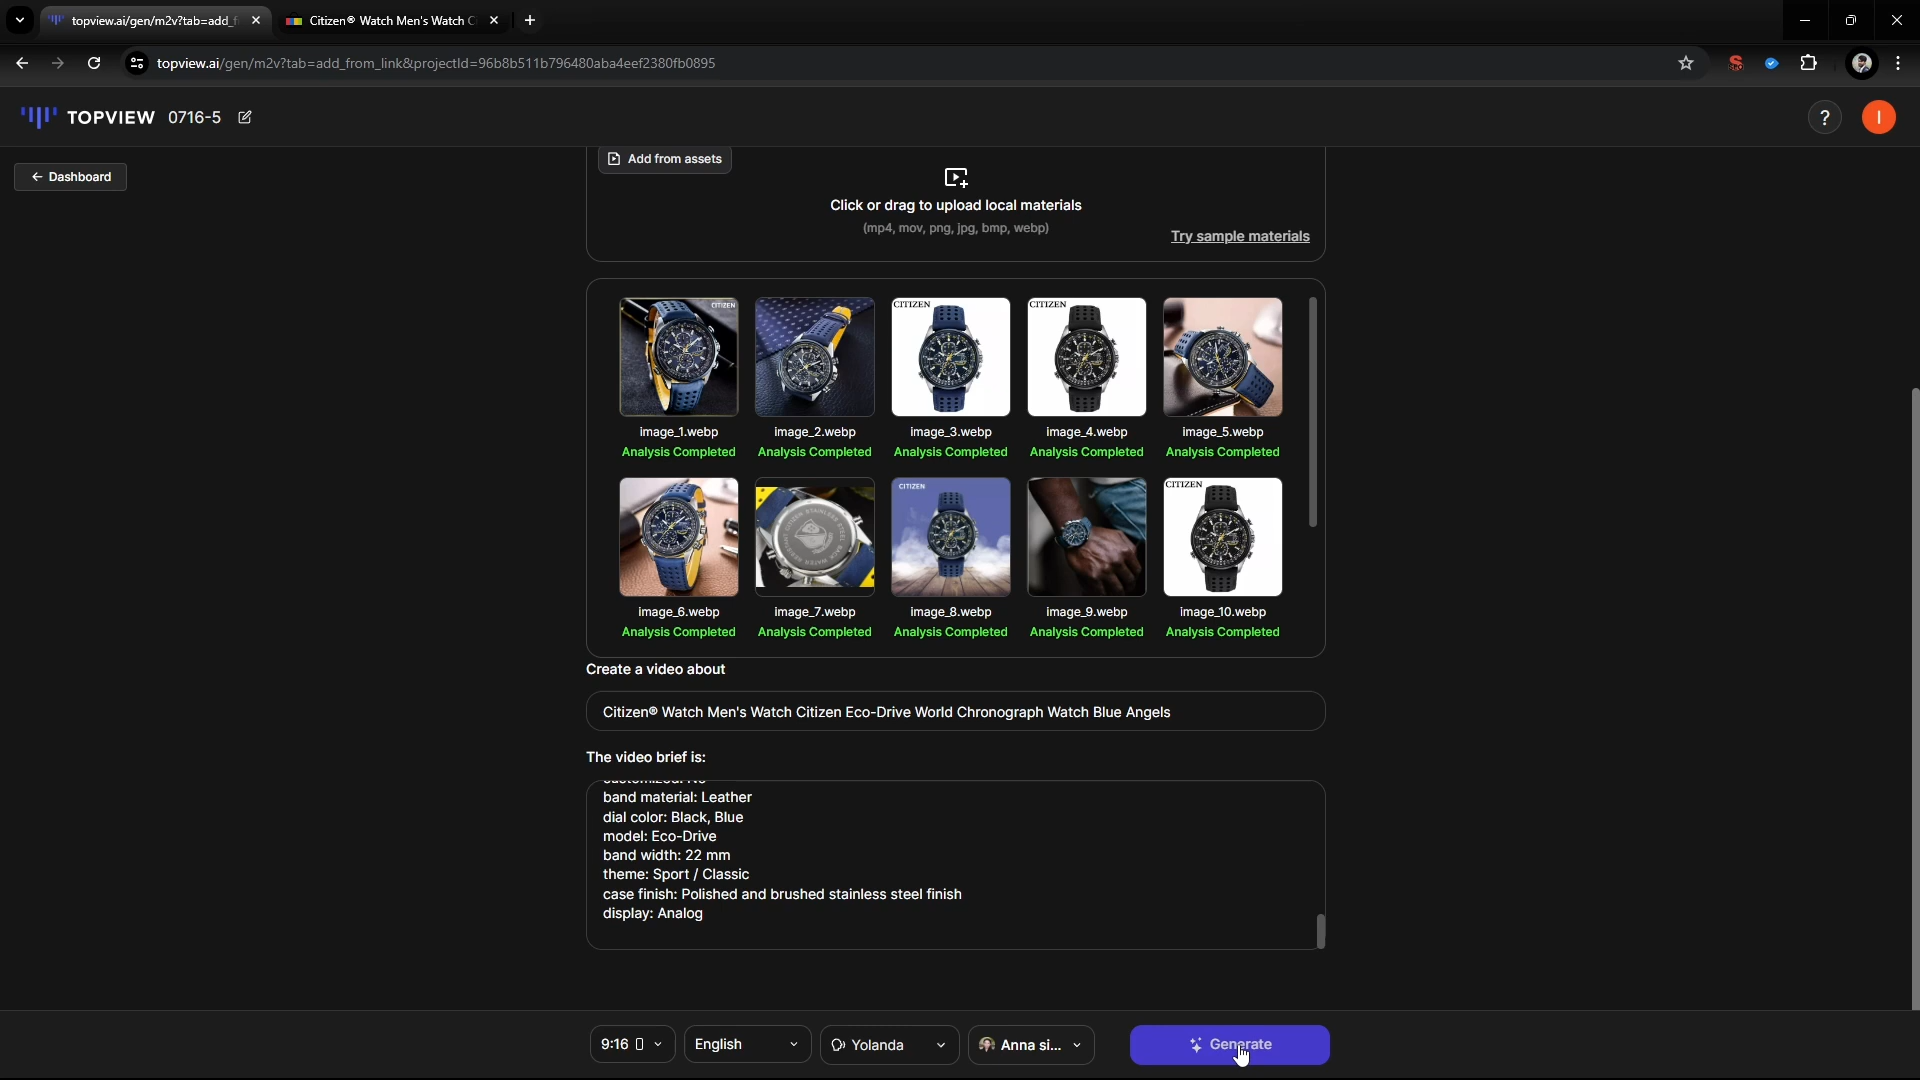 topview.ai/gen/m2v?tab=add_f
Citizen® Watch Men's Watch C
topview.ai/gen/m2v?tab=add_from_link&projectId=96b8b511b796480aba4eef2380fb0895
TOPVIEW 0716-5
?
I
← Dashboard
Add from assets
Click or drag to upload local materials
(mp4, mov, png, jpg, bmp, webp)
Try sample materials
CITIZEN
CITIZEN
CITIZEN
image_1.webp image_2.webp image_3.webp image_4.webp image_5.webp
Analysis Completed Analysis Completed Analysis Completed Analysis Completed Analysis Completed
CITIZEN
CITIZEN
image_6.webp image_7.webp image_8.webp image_9.webp image_10.webp
Analysis Completed Analysis Completed Analysis Completed Analysis Completed Analysis Completed
Create a video about
Citizen® Watch Men's Watch Citizen Eco-Drive World Chronograph Watch Blue Angels
The video brief is:
band material: Leather
dial color: Black, Blue
model: Eco-Drive
band width: 22 mm
theme: Sport / Classic
case finish: Polished and brushed stainless steel finish
display: Analog
9:16 English Yolanda Anna si... Generate